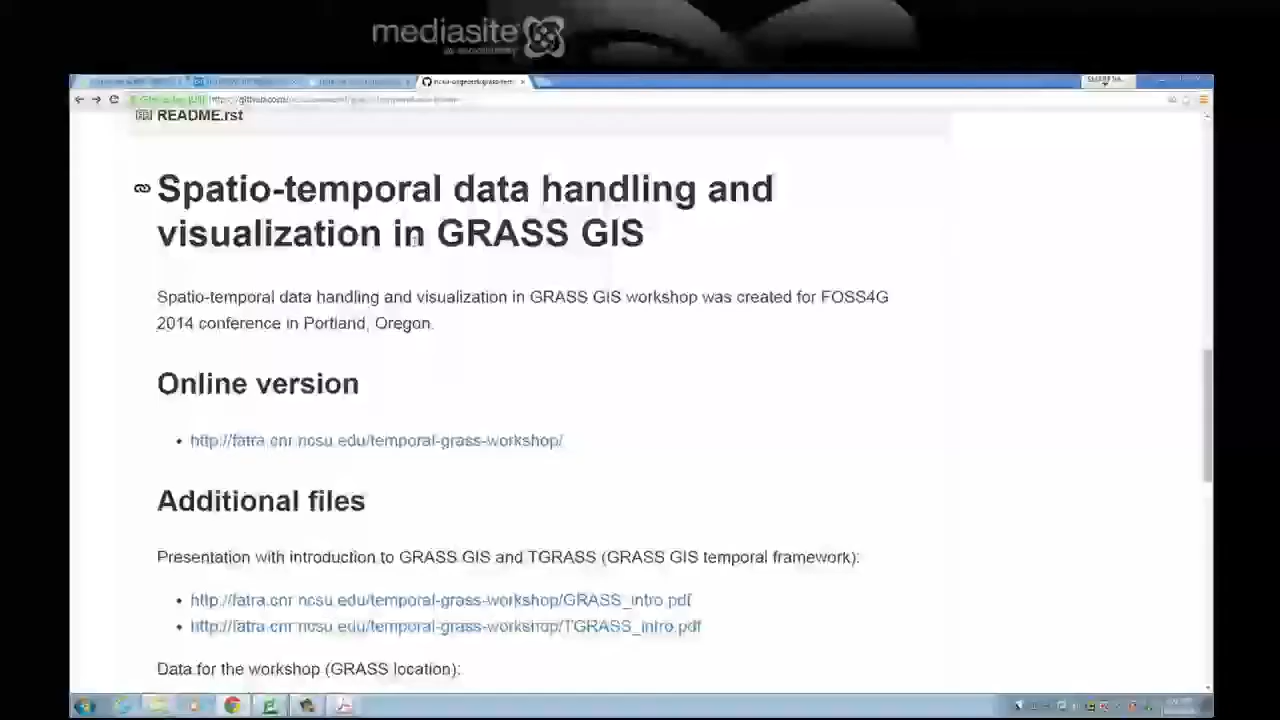 mediasite
README.rst
Spatio-temporal data handling and
visualization in GRASS GIS
Spatio-temporal data handling and visualization in GRASS GIS workshop was created for FOSS4G
2014 conference in Portland, Oregon.
Online version
• http://fatra.cnr.ncsu.edu/temporal-grass-workshop/
Additional files
Presentation with introduction to GRASS GIS and TGRASS (GRASS GIS temporal framework):
• http://fatra.cnr.ncsu.edu/temporal-grass-workshop/GRASS_intro.pdf
• http://fatra.cnr.ncsu.edu/temporal-grass-workshop/TGRASS_intro.pdf
Data for the workshop (GRASS location):